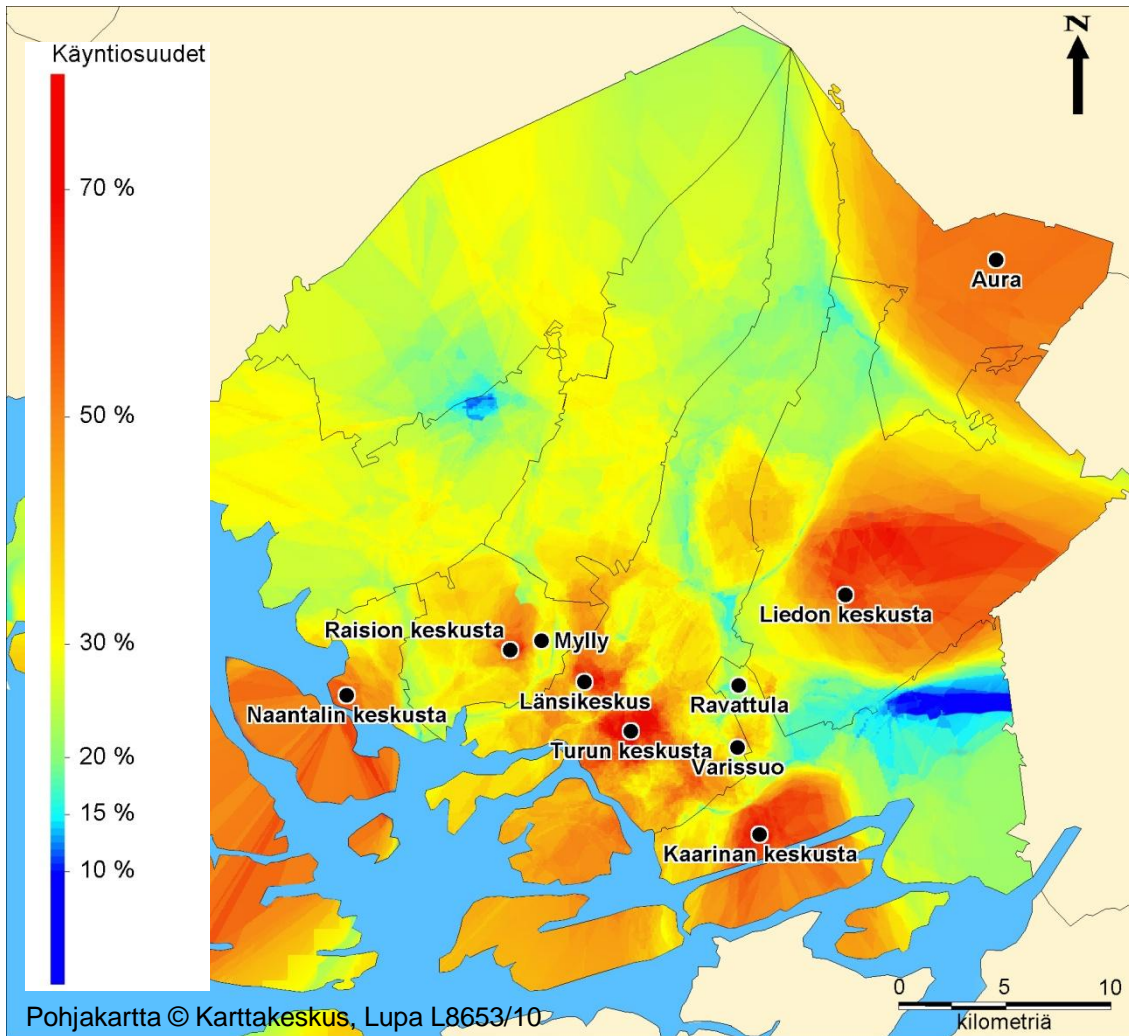 Käyntiosuudet
70 %
50 %
30 %
20 %
15 %
10 %
N
Aura
Liedon keskusta
Raision keskusta
Mylly
Länsikeskus
Ravattula
Naantalin keskusta
Turun keskusta
Varissuo
Kaarinan keskusta
0 5 10
kilometriä
Pohjakartta © Karttakeskus, Lupa L8653/10